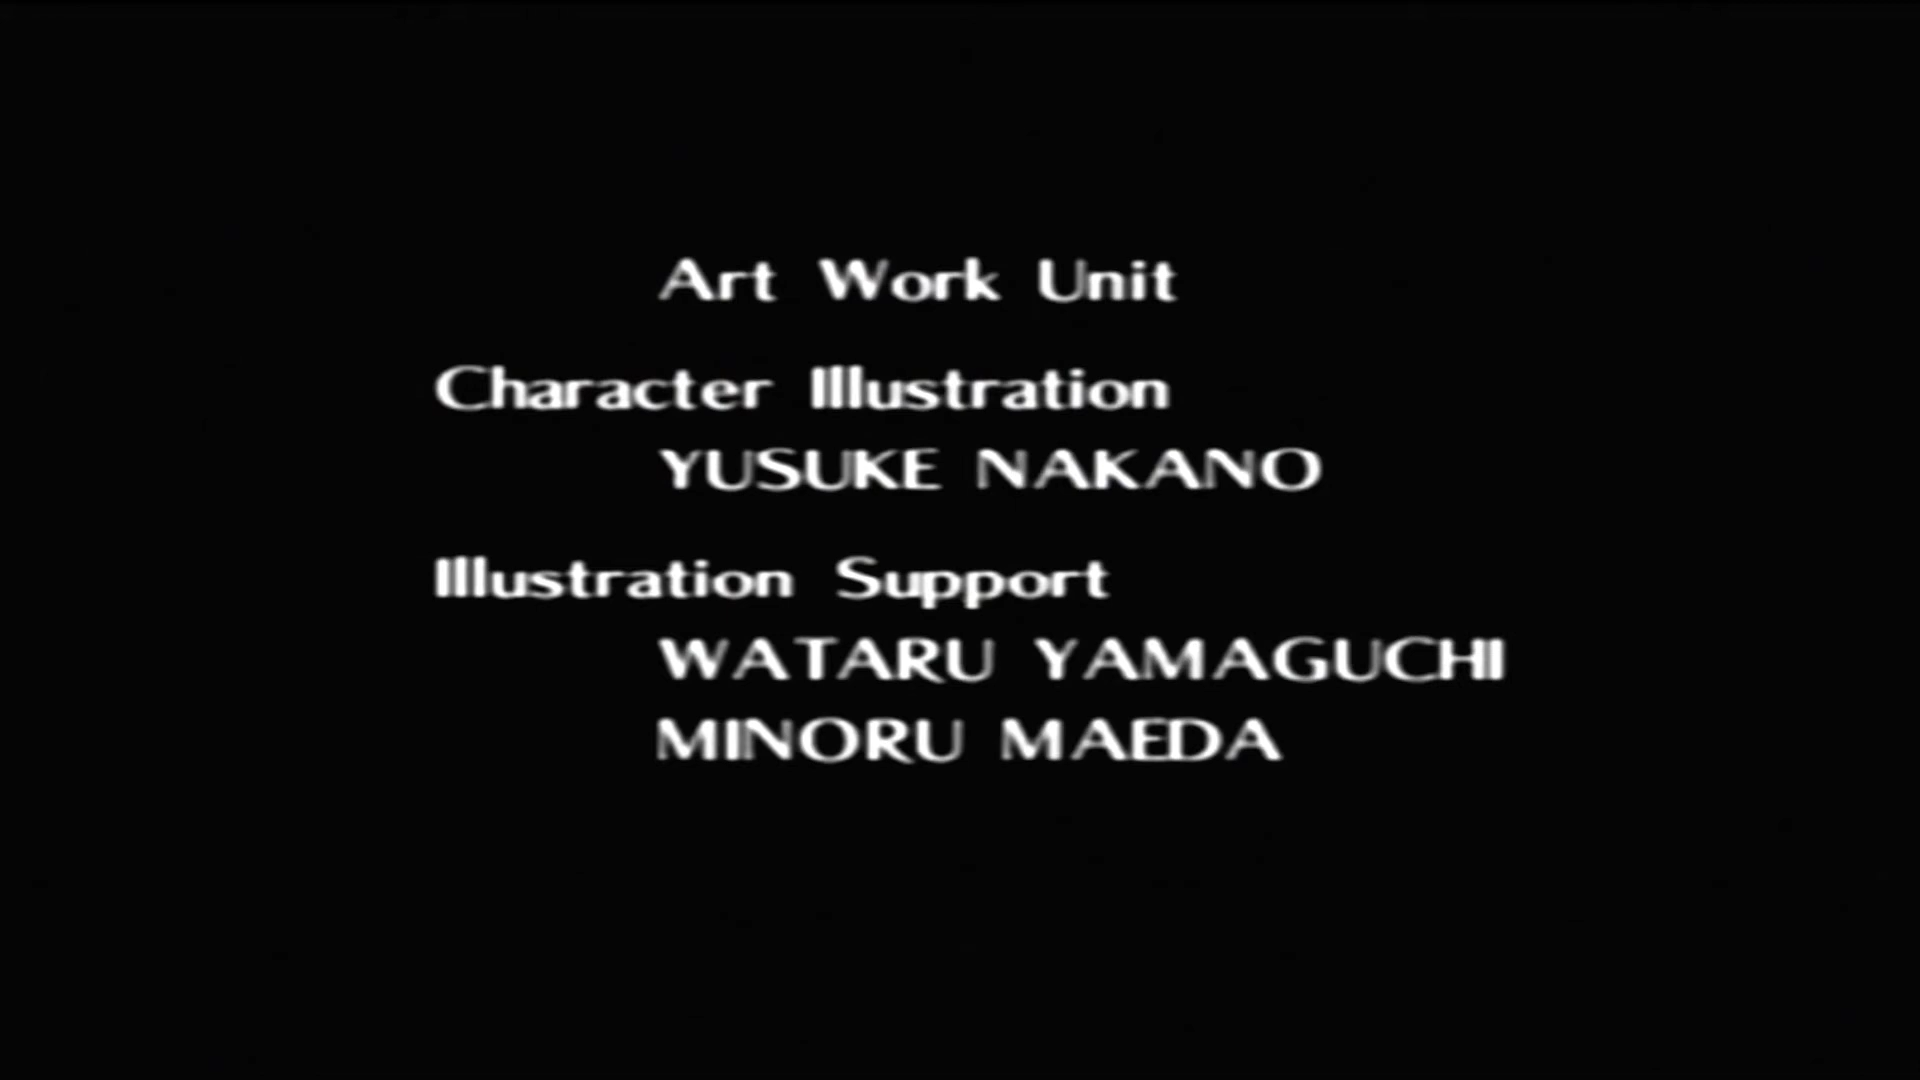 Art Work Unit
Character Illustration
YUSUKE NAKANO
Illustration Support
WATARU YAMAGUCHI
MINORU MAEDA